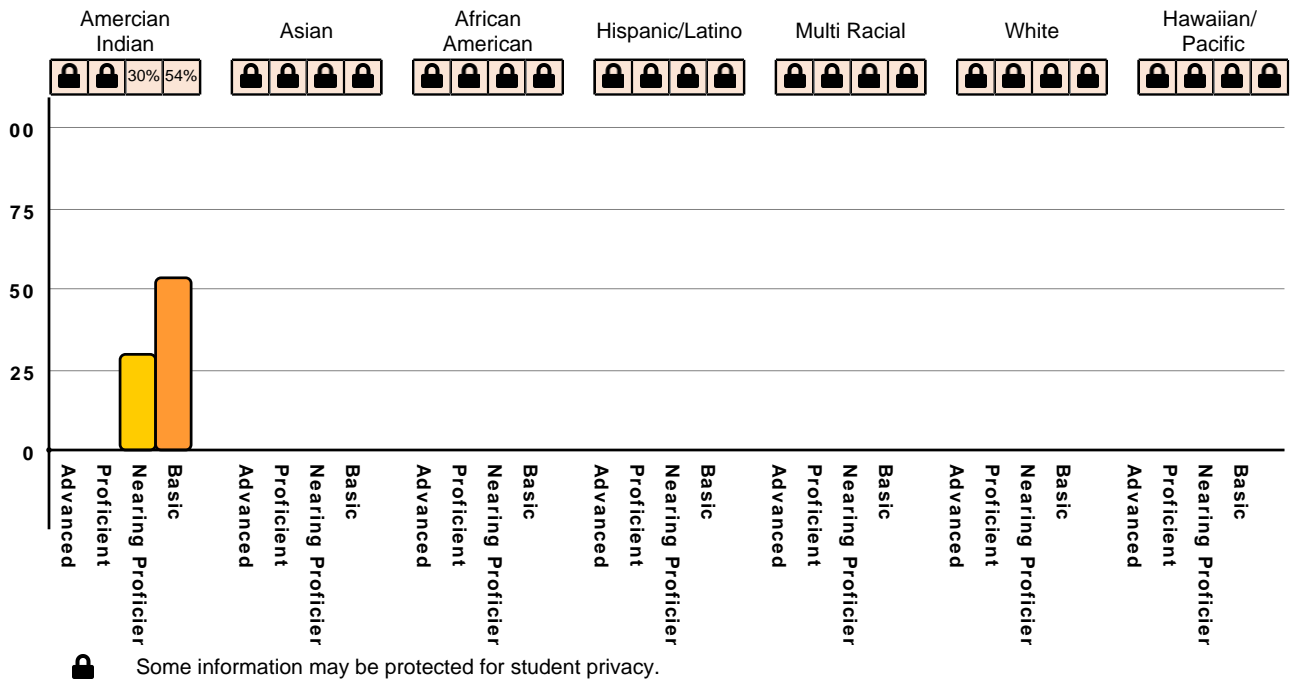 Amercian
Indian
Asian
African
American
Hispanic/Latino
Multi Racial
White
Hawaiian/
Pacific
30% 54%
00
75
50
25
0
Advanced
Proficient
Nearing Proficier
Basic
Advanced
Proficient
Nearing Proficier
Basic
Advanced
Proficient
Nearing Proficier
Basic
Advanced
Proficient
Nearing Proficier
Basic
Advanced
Proficient
Nearing Proficier
Basic
Advanced
Proficient
Nearing Proficier
Basic
Advanced
Proficient
Nearing Proficier
Basic
Some information may be protected for student privacy.